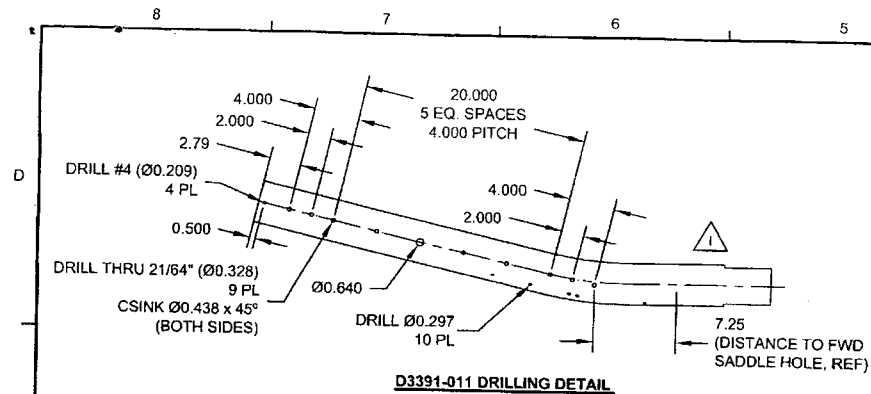 8 7 6 5
D
20.000
5 EQ. SPACES
4.000 PITCH
4.000
2.000
2.79
DRILL #4 (Ø0.209)
4 PL
0.500
4.000
2.000
1
DRILL THRU 21/64" (Ø0.328)
9 PL
CSINK Ø0.438 x 45°
(BOTH SIDES)
Ø0.640
DRILL Ø0.297
10 PL
7.25
(DISTANCE TO FWD
SADDLE HOLE, REF)
D3391-011 DRILLING DETAIL